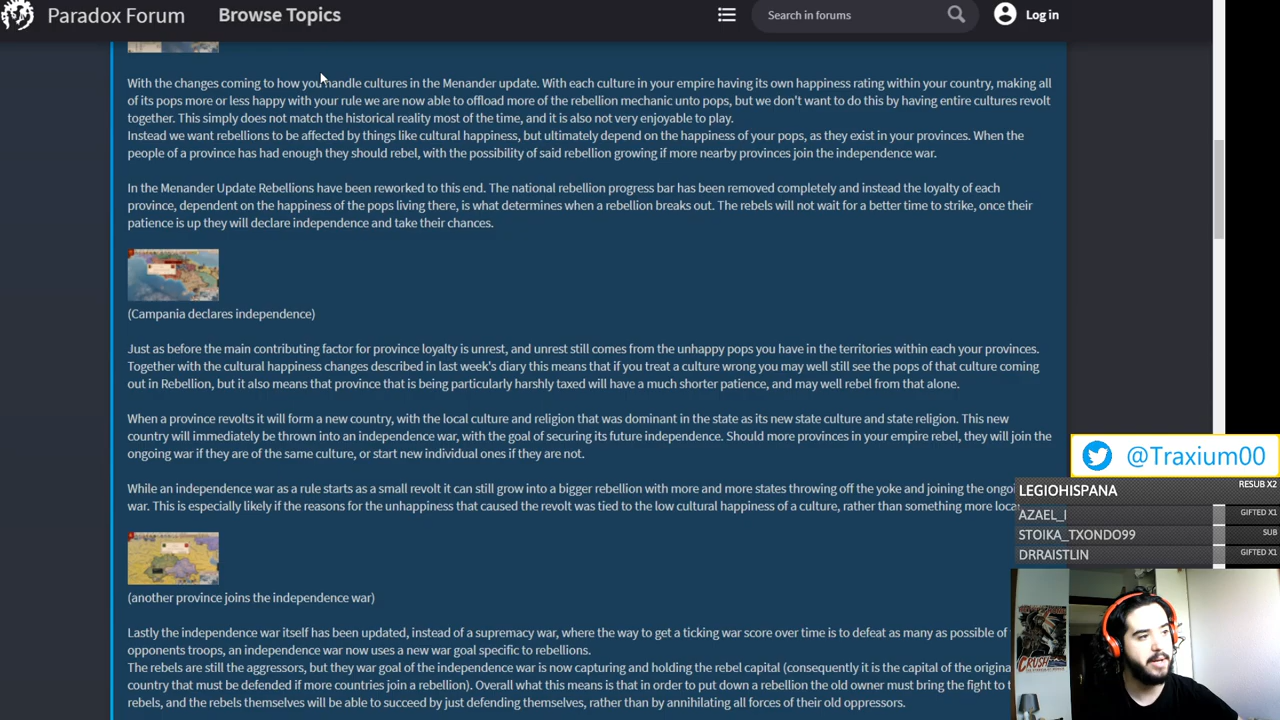 Paradox Forum
Browse Topics
Search in forums
Log in
With the changes coming to how you handle cultures in the Menander update. With each culture in your empire having its own happiness rating within your country, making all
of its pops more or less happy with your rule we are now able to offload more of the rebellion mechanic unto pops, but we don't want to do this by having entire cultures revolt
together. This simply does not match the historical reality most of the time, and it is also not very enjoyable to play.
Instead we want rebellions to be affected by things like cultural happiness, but ultimately depend on the happiness of your pops, as they exist in your provinces. When the
people of a province has had enough they should rebel, with the possibility of said rebellion growing if more nearby provinces join the independence war.
In the Menander Update Rebellions have been reworked to this end. The national rebellion progress bar has been removed completely and instead the loyalty of each
province, dependent on the happiness of the pops living there, is what determines when a rebellion breaks out. The rebels will not wait for a better time to strike, once their
patience is up they will declare independence and take their chances.
(Campania declares independence)
Just as before the main contributing factor for province loyalty is unrest, and unrest still comes from the unhappy pops you have in the territories within each your provinces.
Together with the cultural happiness changes described in last week's diary this means that if you treat a culture wrong you may well still see the pops of that culture coming
out in Rebellion, but it also means that province that is being particularly harshly taxed will have a much shorter patience, and may well rebel from that alone.
When a province revolts it will form a new country, with the local culture and religion that was dominant in the state as its new state culture and state religion. This new
country will immediately be thrown into an independence war, with the goal of securing its future independence. Should more provinces in your empire rebel, they will join the
ongoing war if they are of the same culture, or start new individual ones if they are not.
While an independence war as a rule starts as a small revolt it can still grow into a bigger rebellion with more and more states throwing off the yoke and joining the ongo
war. This is especially likely if the reasons for the unhappiness that caused the revolt was tied to the low cultural happiness of a culture, rather than something more loca
(another province joins the independence war)
Lastly the independence war itself has been updated, instead of a supremacy war, where the way to get a ticking war score over time is to defeat as many as possible of
opponents troops, an independence war now uses a new war goal specific to rebellions.
The rebels are still the aggressors, but they war goal of the independence war is now capturing and holding the rebel capital (consequently it is the capital of the origina
country that must be defended if more countries join a rebellion). Overall what this means is that in order to put down a rebellion the old owner must bring the fight to t
rebels, and the rebels themselves will be able to succeed by just defending themselves, rather than by annihilating all forces of their old oppressors.
@Traxium00
LEGIOHISPANA RESUB X2
AZAEL_I GIFTED X1
STOIKA_TXONDO99 SUB
DRRAISTLIN GIFTED X1
CRUSH